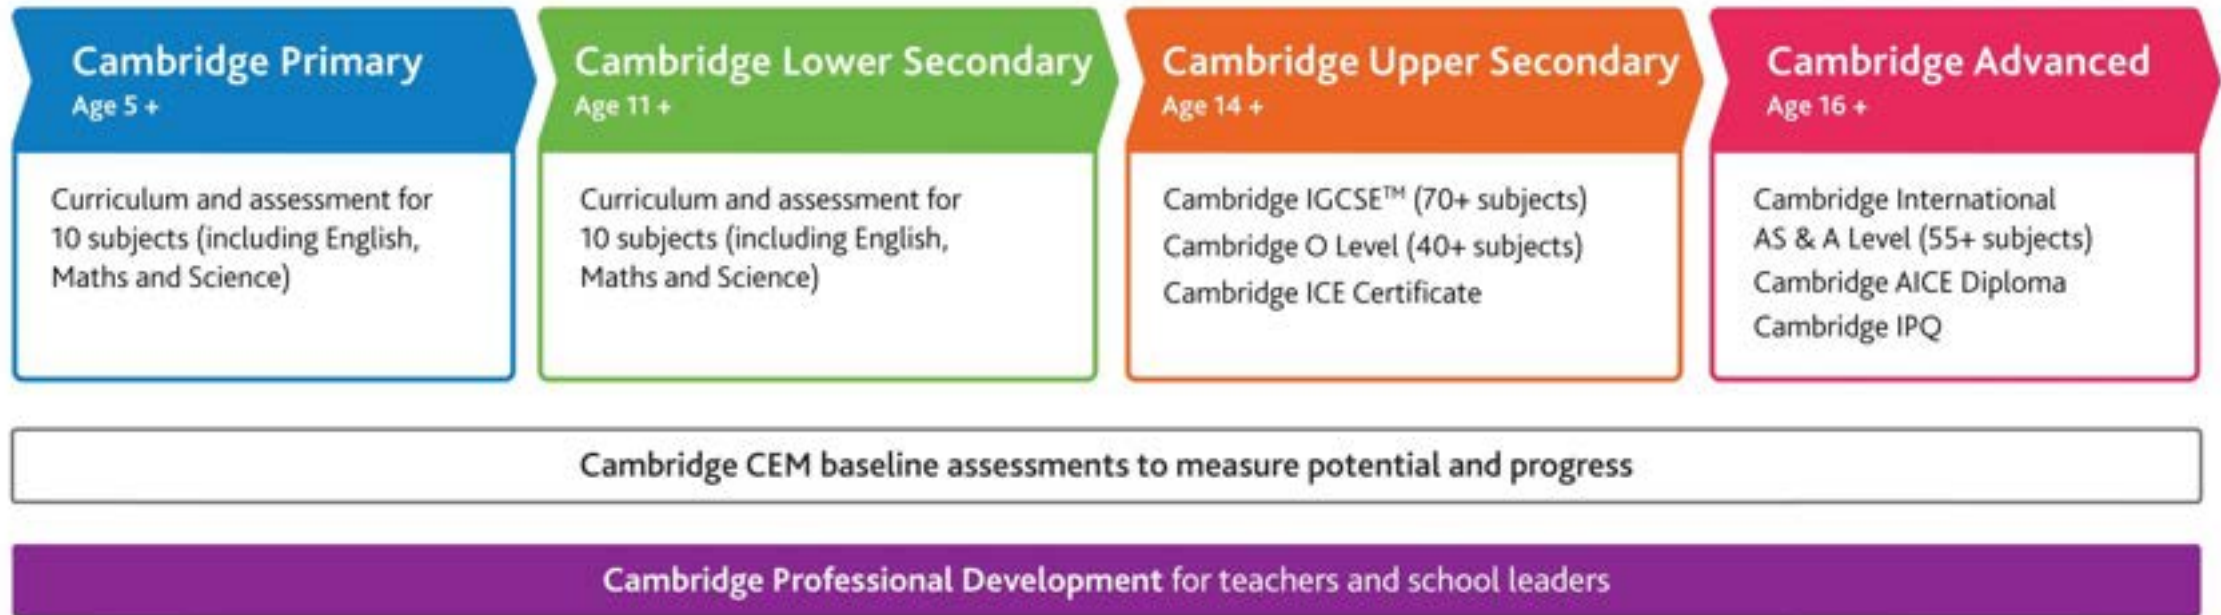 Cambridge Primary
Age 5 +
Curriculum and assessment for
10 subjects (including English,
Maths and Science)
Cambridge Lower Secondary
Age 11 +
Curriculum and assessment for
10 subjects (including English,
Maths and Science)
Cambridge Upper Secondary
Age 14 +
Cambridge IGCSE™ (70+ subjects)
Cambridge O Level (40+ subjects)
Cambridge ICE Certificate
Cambridge Advanced
Age 16 +
Cambridge International
AS & A Level (55+ subjects)
Cambridge AICE Diploma
Cambridge IPQ
Cambridge CEM baseline assessments to measure potential and progress
Cambridge Professional Development for teachers and school leaders